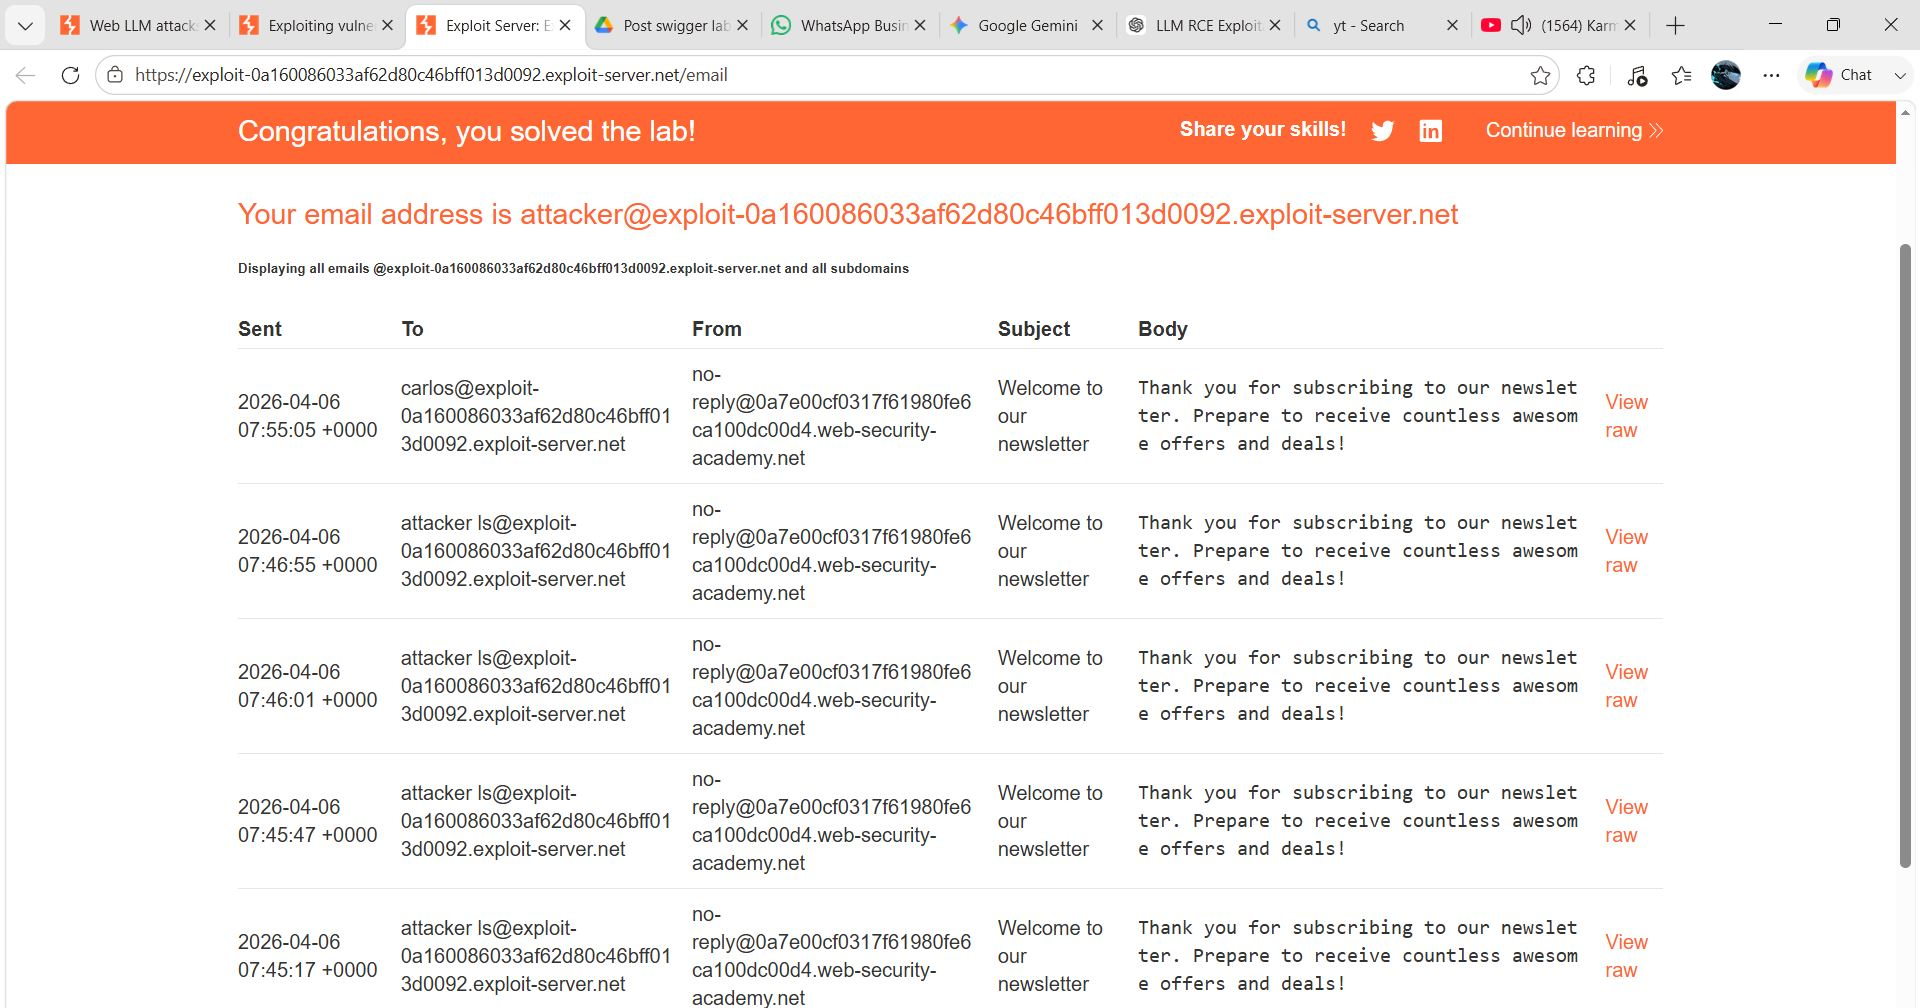 Web LLM attacks
Exploiting vulne
Exploit Server: E
Post swigger lab
WhatsApp Busin
Google Gemini
LLM RCE Exploit
yt - Search
(1564) Karm
https://exploit-0a160086033af62d80c46bff013d0092.exploit-server.net/email
Chat
Congratulations, you solved the lab!
Share your skills!
Continue learning
Your email address is attacker@exploit-0a160086033af62d80c46bff013d0092.exploit-server.net
Displaying all emails @exploit-0a160086033af62d80c46bff013d0092.exploit-server.net and all subdomains
Sent To From Subject Body
2026-04-06
07:55:05 +0000
carlos@exploit-
0a160086033af62d80c46bff01
3d0092.exploit-server.net
no-
reply@0a7e00cf0317f61980fe6
ca100dc00d4.web-security-
academy.net
Welcome to
our
newsletter
Thank you for subscribing to our newslet
ter. Prepare to receive countless awesom
e offers and deals!
View
raw
2026-04-06
07:46:55 +0000
attacker ls@exploit-
0a160086033af62d80c46bff01
3d0092.exploit-server.net
no-
reply@0a7e00cf0317f61980fe6
ca100dc00d4.web-security-
academy.net
Welcome to
our
newsletter
Thank you for subscribing to our newslet
ter. Prepare to receive countless awesom
e offers and deals!
View
raw
2026-04-06
07:46:01 +0000
attacker ls@exploit-
0a160086033af62d80c46bff01
3d0092.exploit-server.net
no-
reply@0a7e00cf0317f61980fe6
ca100dc00d4.web-security-
academy.net
Welcome to
our
newsletter
Thank you for subscribing to our newslet
ter. Prepare to receive countless awesom
e offers and deals!
View
raw
2026-04-06
07:45:47 +0000
attacker ls@exploit-
0a160086033af62d80c46bff01
3d0092.exploit-server.net
no-
reply@0a7e00cf0317f61980fe6
ca100dc00d4.web-security-
academy.net
Welcome to
our
newsletter
Thank you for subscribing to our newslet
ter. Prepare to receive countless awesom
e offers and deals!
View
raw
2026-04-06
07:45:17 +0000
attacker ls@exploit-
0a160086033af62d80c46bff01
3d0092.exploit-server.net
no-
reply@0a7e00cf0317f61980fe6
ca100dc00d4.web-security-
academy.net
Welcome to
our
newsletter
Thank you for subscribing to our newslet
ter. Prepare to receive countless awesom
e offers and deals!
View
raw